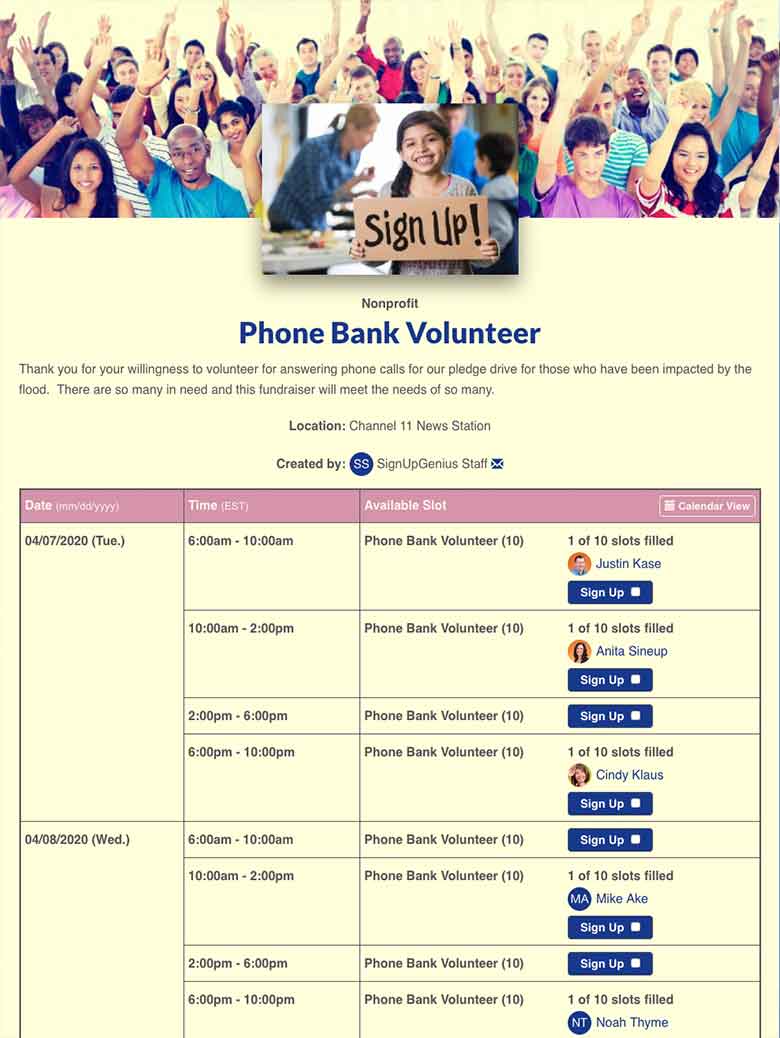 Sign Up!
Nonprofit
Phone Bank Volunteer
Thank you for your willingness to volunteer for answering phone calls for our pledge drive for those who have been impacted by the
flood.  There are so many in need and this fundraiser will meet the needs of so many.
Location: Channel 11 News Station
Created by: SS SignUpGenius Staff
Date (mm/dd/yyyy) Time (EST) Available Slot Calendar View
04/07/2020 (Tue.) 6:00am - 10:00am Phone Bank Volunteer (10) 1 of 10 slots filled
Justin Kase
Sign Up
10:00am - 2:00pm Phone Bank Volunteer (10) 1 of 10 slots filled
Anita Sineup
Sign Up
2:00pm - 6:00pm Phone Bank Volunteer (10) Sign Up
6:00pm - 10:00pm Phone Bank Volunteer (10) 1 of 10 slots filled
Cindy Klaus
Sign Up
04/08/2020 (Wed.) 6:00am - 10:00am Phone Bank Volunteer (10) Sign Up
10:00am - 2:00pm Phone Bank Volunteer (10) 1 of 10 slots filled
MA Mike Ake
Sign Up
2:00pm - 6:00pm Phone Bank Volunteer (10) Sign Up
6:00pm - 10:00pm Phone Bank Volunteer (10) 1 of 10 slots filled
NT Noah Thyme